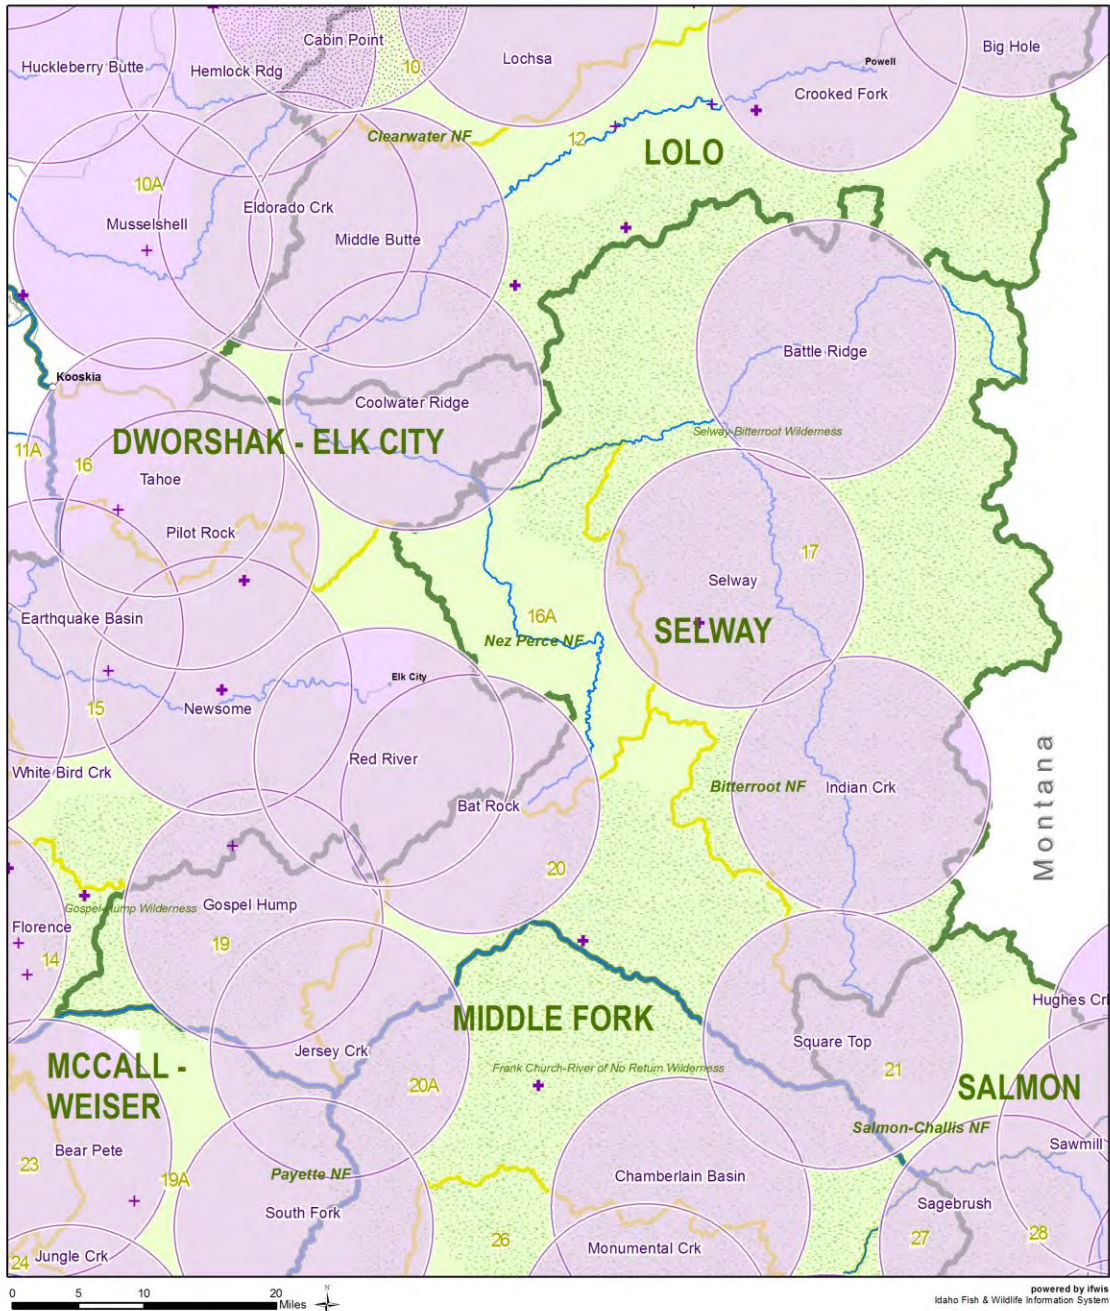 Cabin Point
Lochsa
Big Hole
Huckleberry Butte
Hemlock Rdg
10
Powell
Crooked Fork
Clearwater NF
12
LOLO
10A
Eldorado Crk
Musselshell
Middle Butte
Battle Ridge
Kooskia
Coolwater Ridge
DWORSHAK - ELK CITY
Selway-Bitterroot Wilderness
11A
16
Tahoe
Pilot Rock
17
Selway
Earthquake Basin
16A
SELWAY
Nez Perce NF
Elk City
15
Newsome
Red River
White Bird Crk
Bat Rock
Bitterroot NF
Indian Crk
Montana
20
Gospel-Hump Wilderness
Gospel Hump
Florence
19
14
Hughes Crk
MIDDLE FORK
Jersey Crk
Square Top
MCCALL -
WEISER
Frank Church-River of No Return Wilderness
20A
21
SALMON
Salmon-Challis NF
Bear Pete
Sawmill
23
19A
Payette NF
Chamberlain Basin
South Fork
Sagebrush
27
28
26
Monumental Crk
24
Jungle Crk
0 5 10 20
Miles
N
powered by ifwis
Idaho Fish & Wildlife Information System